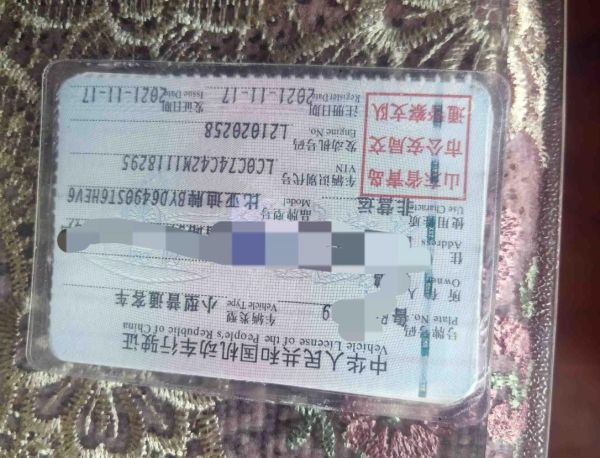 中华人民共和国机动车行驶证
Vehicle License of the People's Republic of China
号牌号码
Plate No.
鲁
9
车辆类型
Vehicle Type
小型普通客车
所有人
Owner
住
Address
使用性质
Use Character
非营运
品牌型号
Model
比亚迪牌BYD6490ST6HEV6
车辆识别代号
VIN
LC0C74C42M1118295
发动机号码
Engine No.
L21020258
注册日期
Register Date
2021-11-17
发证日期
Issue Date
2021-11-17
山东省青岛
市公安局交
通警察支队